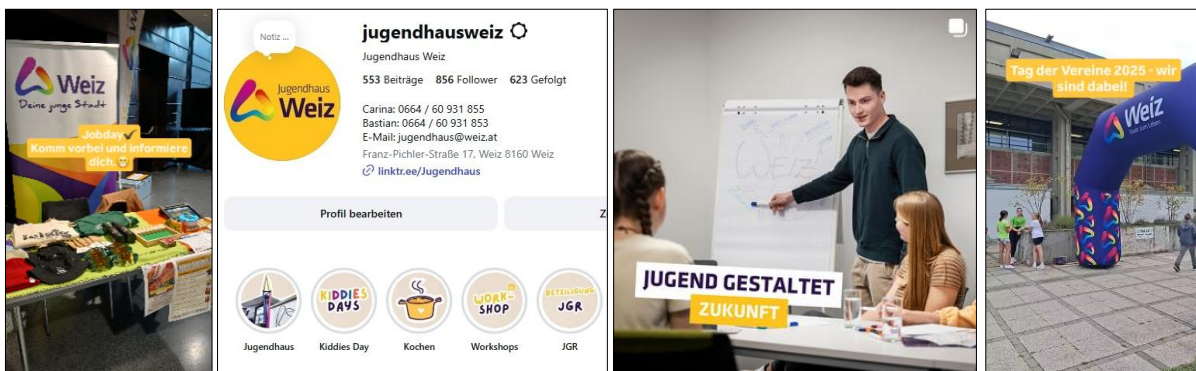 Weiz
Deine junge Stadt
Jobday✔
Komm vorbei und informiere
dich.
Notiz ...
Jugendhaus
Weiz
jugendhausweiz
Jugendhaus Weiz
553 Beiträge 856 Follower 623 Gefolgt
Carina: 0664 / 60 931 855
Bastian: 0664 / 60 931 853
E-Mail: jugendhaus@weiz.at
Franz-Pichler-Straße 17, Weiz 8160 Weiz
linktr.ee/Jugendhaus
Profil bearbeiten
Z
KIDDIES
DAYS
WORK-
SHOP
BETEILIGUNG
JGR
Jugendhaus
Kiddies Day
Kochen
Workshops
JGR
WEIZ
JUGEND GESTALTET
ZUKUNFT
Tag der Vereine 2025 - wir
sind dabei!
Weiz
Stadt zum Leben